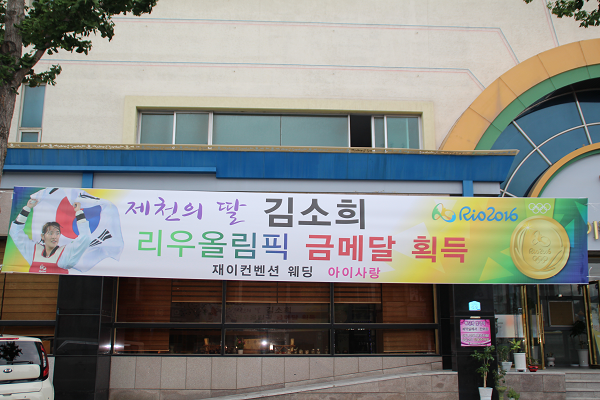 제천의 딸 김소희
Rio2016
리우올림픽 금메달 획득
재이컨벤션 웨딩 아이사랑